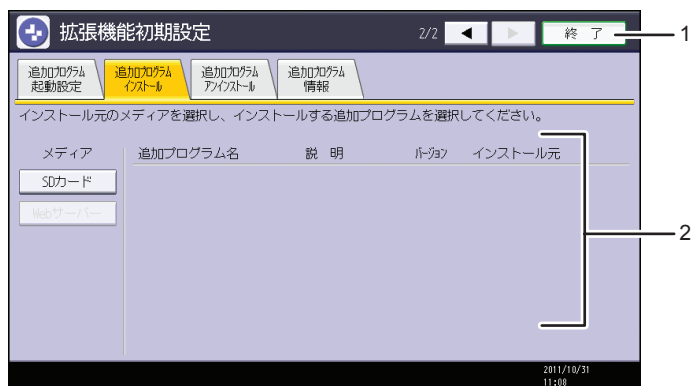 拡張機能初期設定
2/2 ◀ ▶ 終 了
1
追加プログラム
起動設定
追加プログラム
インストール
追加プログラム
アンインストール
追加プログラム
情報
インストール元のメディアを選択し、インストールする追加プログラムを選択してください。
メディア
追加プログラム名 説 明 バージョン インストール元
SDカード
Webサーバー
2
2011/10/31
11:08